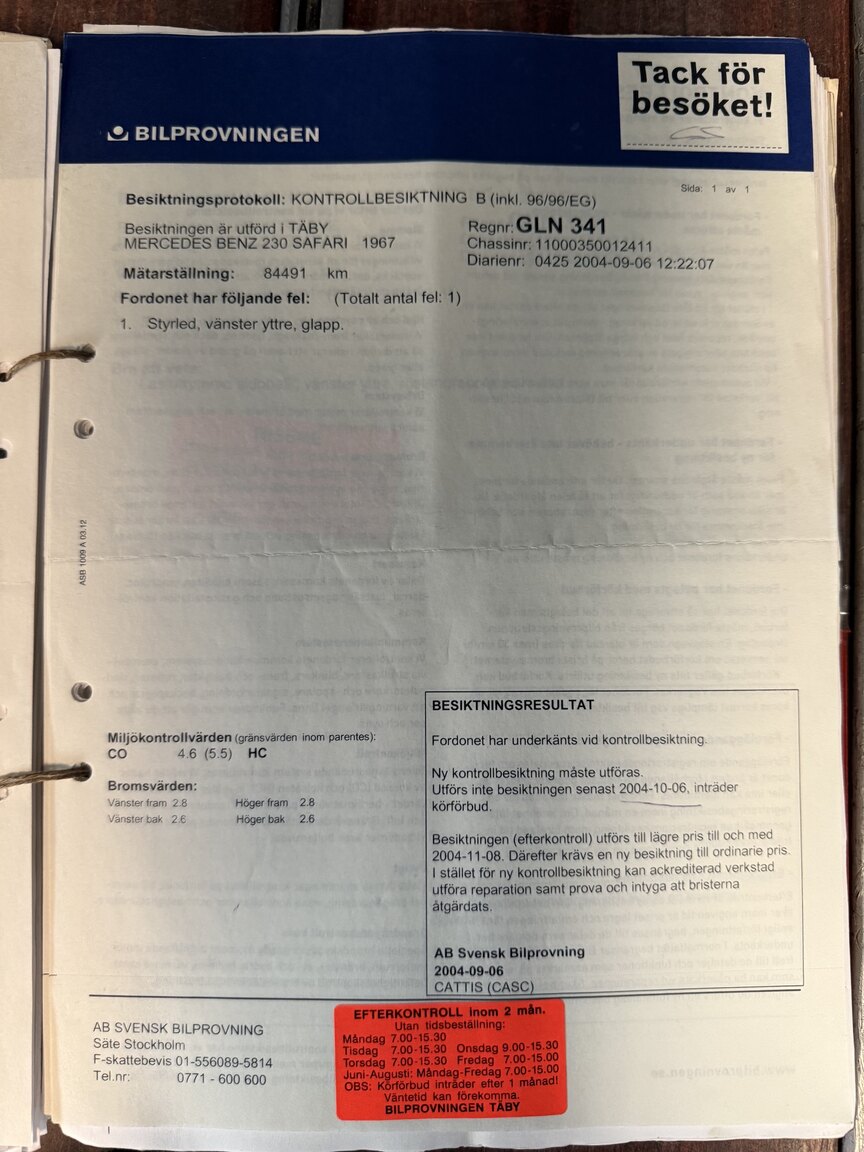 Tack för
besöket!
BILPROVNINGEN
Sida: 1 av 1
Besiktningsprotokoll: KONTROLLBESIKTNING B (inkl. 96/96/EG)
Besiktningen är utförd i TÄBY
MERCEDES BENZ 230 SAFARI 1967
Regnr: GLN 341
Chassinr: 11000350012411
Diarienr: 0425 2004-09-06 12:22:07
Mätarställning: 84491 km
Fordonet har följande fel: (Totalt antal fel: 1)
1. Styrled, vänster yttre, glapp.
ASB 1009 A 03.12
Miljökontrollvärden (gränsvärden inom parentes):
CO 4.6 (5.5) HC
Bromsvärden:
Vänster fram 2.8 Höger fram 2.8
Vänster bak 2.6 Höger bak 2.6
BESIKTNINGSRESULTAT
Fordonet har underkänts vid kontrollbesiktning.
Ny kontrollbesiktning måste utföras.
Utförs inte besiktningen senast 2004-10-06, inträder
körförbud.
Besiktningen (efterkontroll) utförs till lägre pris till och med
2004-11-08. Därefter krävs en ny besiktning till ordinarie pris.
I stället för ny kontrollbesiktning kan ackrediterad verkstad
utföra reparation samt prova och intyga att bristerna
åtgärdats.
AB Svensk Bilprovning
2004-09-06
CATTIS (CASC)
AB SVENSK BILPROVNING
Säte Stockholm
F-skattebevis 01-556089-5814
Tel.nr: 0771 - 600 600
EFTERKONTROLL inom 2 mån.
Utan tidsbeställning:
Måndag 7.00-15.30
Tisdag 7.00-15.30 Onsdag 9.00-15.30
Torsdag 7.00-15.30 Fredag 7.00-15.00
Juni-Augusti: Måndag-Fredag 7.00-15.00
OBS: Körförbud inträder efter 1 månad!
Väntetid kan förekomma.
BILPROVNINGEN TÄBY